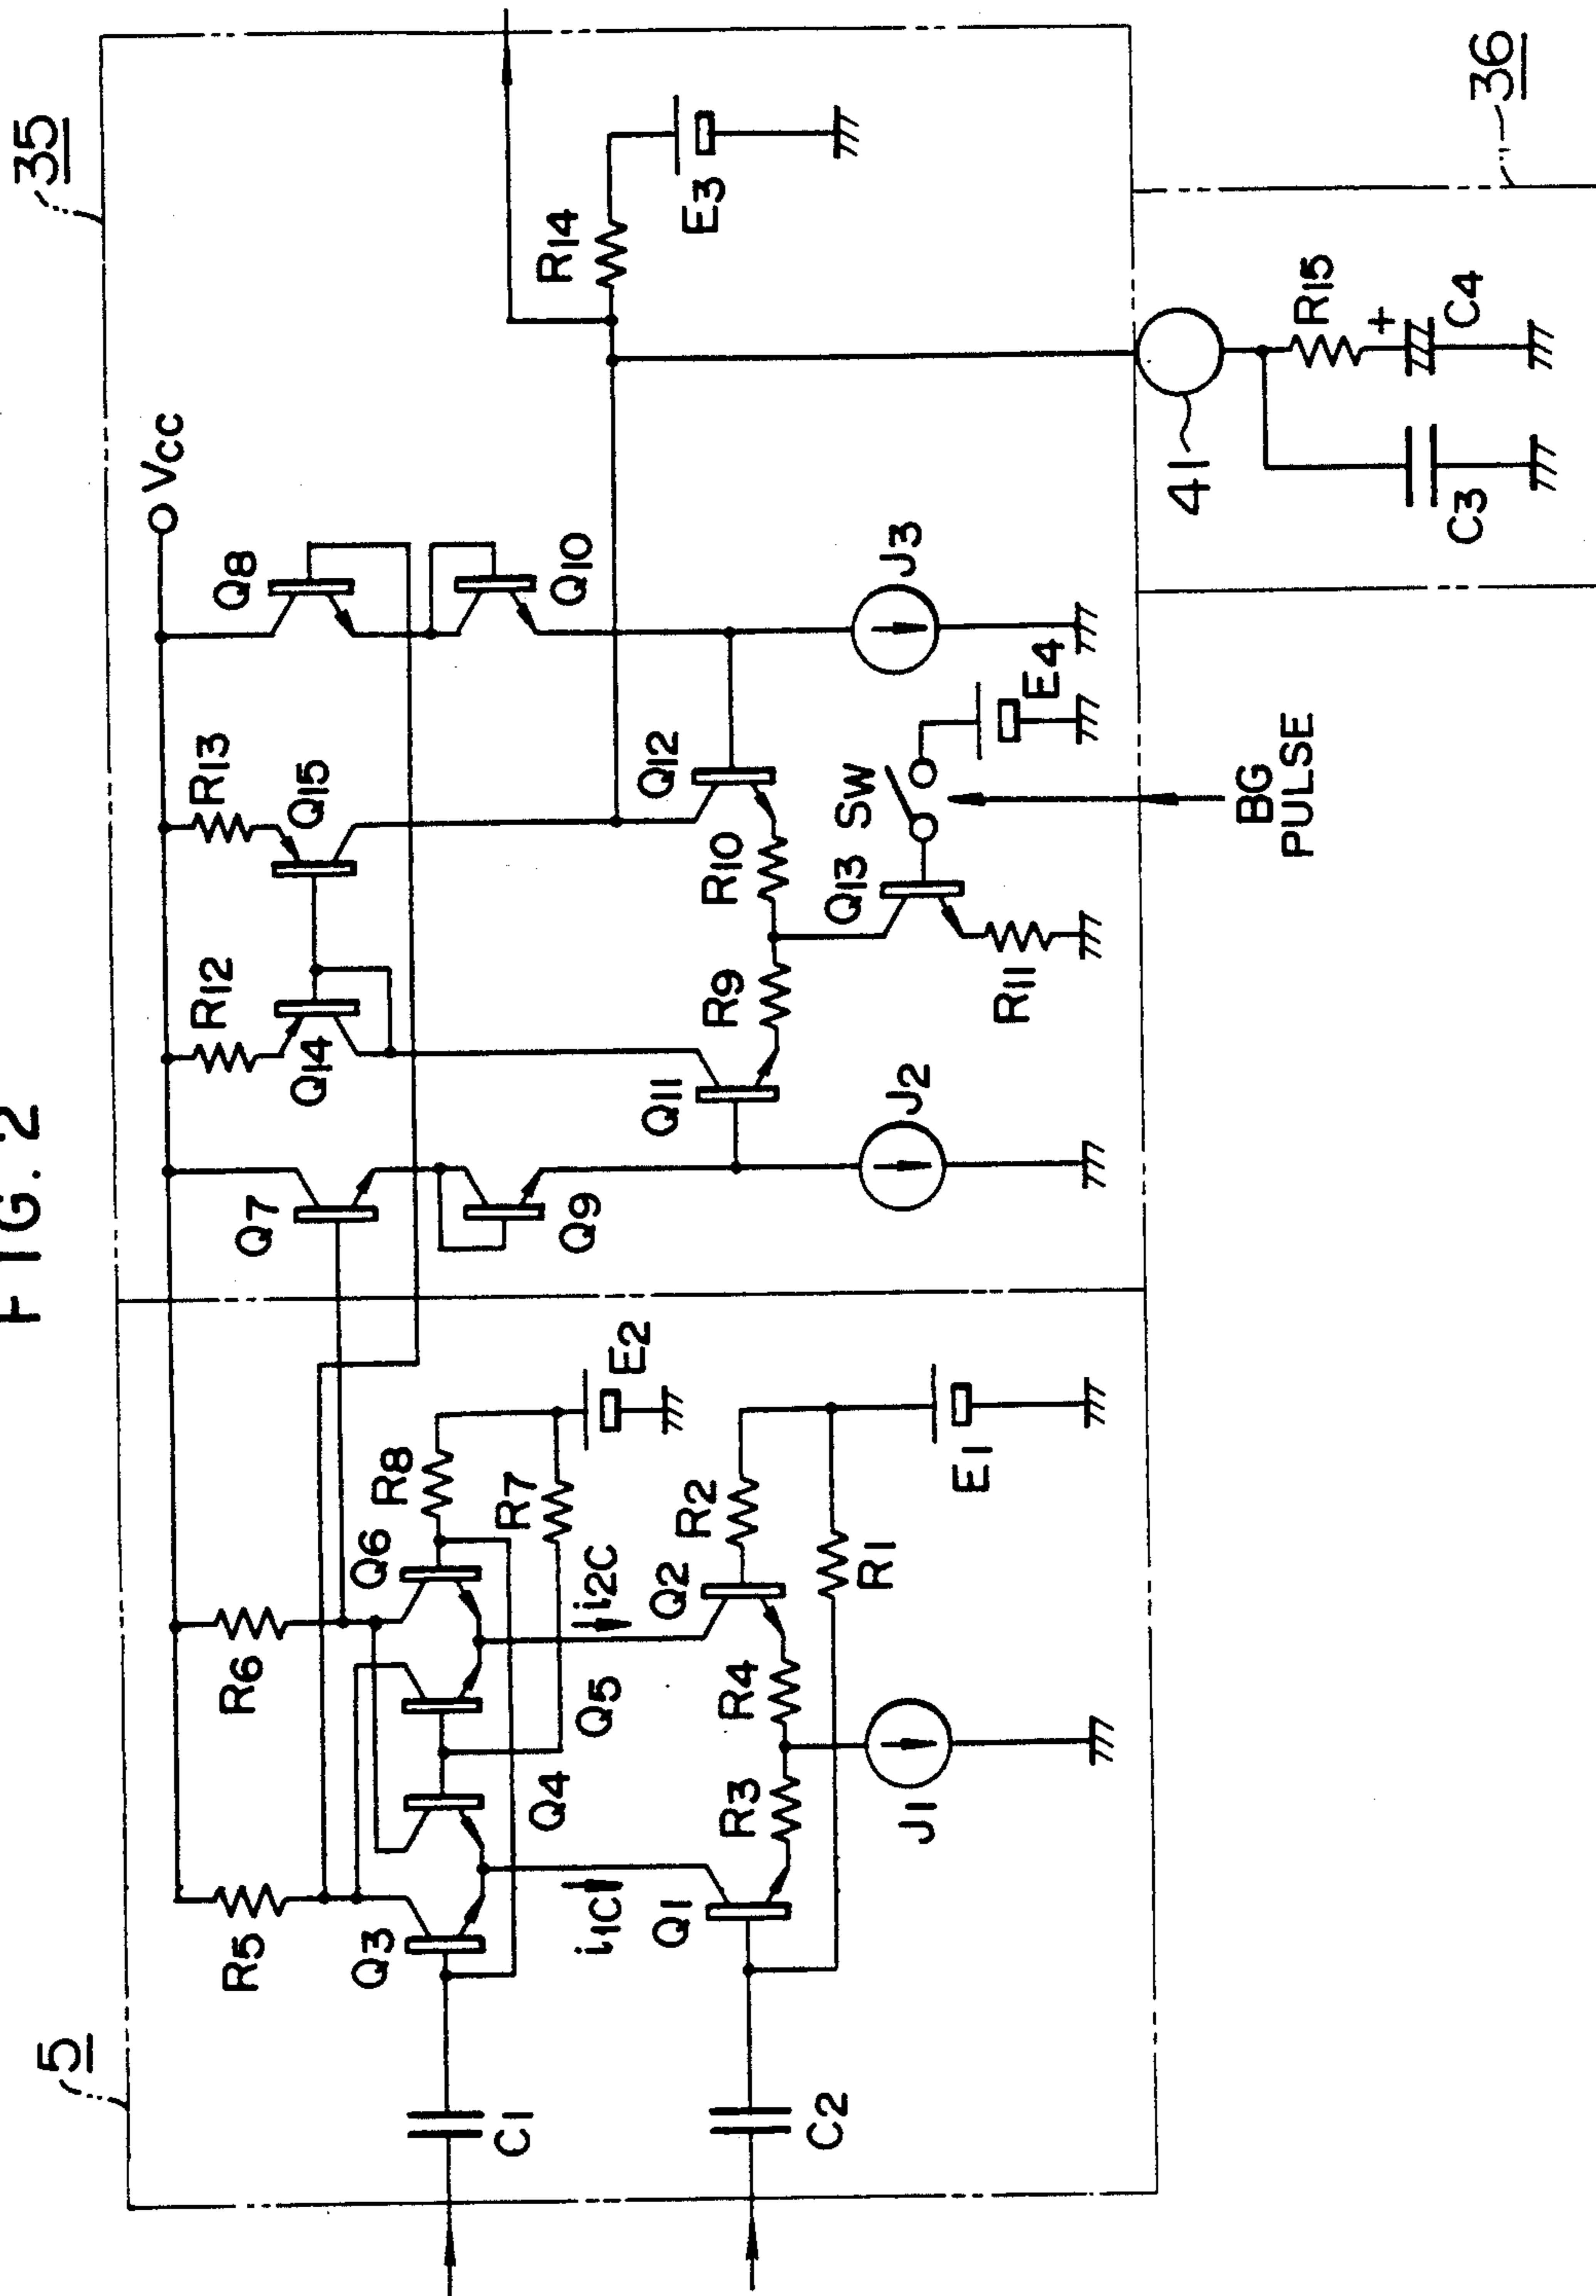 FIG. 2
5
35
Vcc
R5
R6
Q7
R12
R13
Q8
Q14
Q15
Q3
Q4
Q5
Q6
R8
R7
E2
Q9
Q10
R14
E3
C1
i1C
i2C
Q1
Q2
R2
Q11
R9
R10
Q12
R3
R4
R1
E1
C2
J1
J2
J3
Q13
SW
R11
E4
BG
PULSE
41
R15
+
C4
C3
36